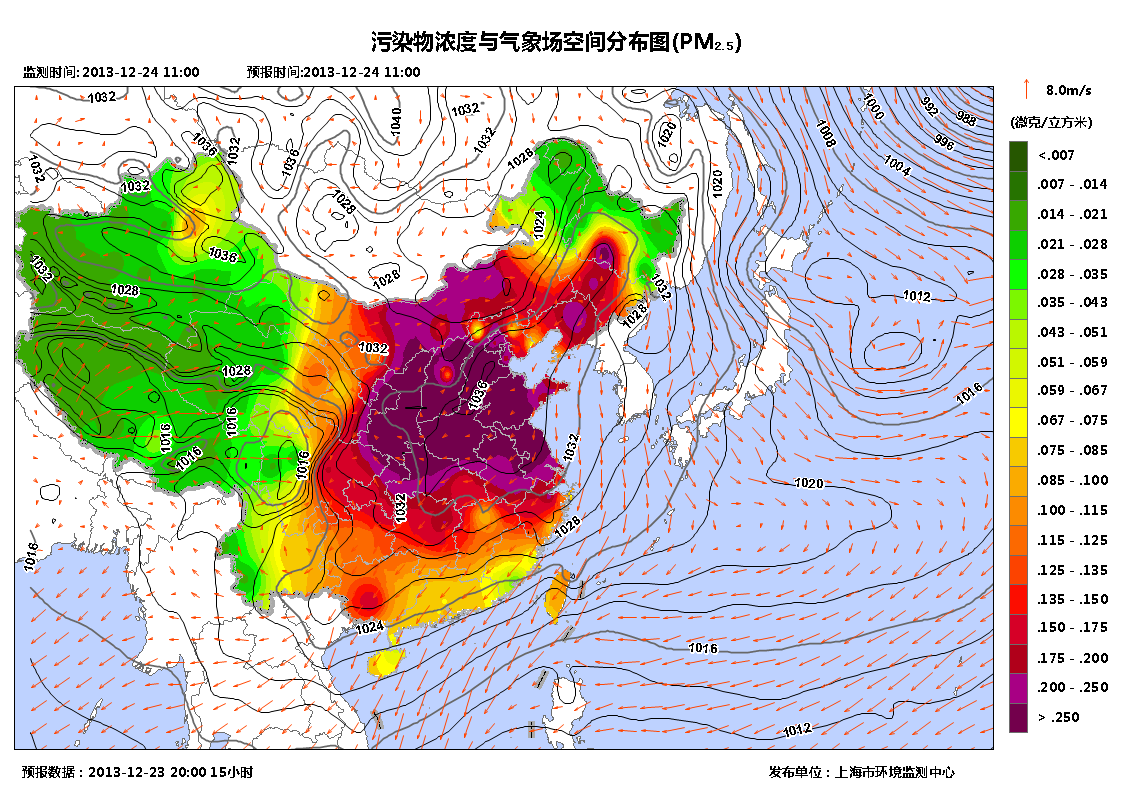 污染物浓度与气象场空间分布图(PM2.5)
监测时间:2013-12-24 11:00 预报时间:2013-12-24 11:00
8.0m/s
(微克/立方米)
<.007
.007 - .014
.014 - .021
.021 - .028
.028 - .035
.035 - .043
.043 - .051
.051 - .059
.059 - .067
.067 - .075
.075 - .085
.085 - .100
.100 - .115
.115 - .125
.125 - .135
.135 - .150
.150 - .175
.175 - .200
.200 - .250
> .250
1032
1040
1032
1032
1036
1032
1036
1028
1020
1008
1000
992
988
996
1004
1032
1032
1028
1020
1024
1036
1032
1028
1028
1032
1012
1028
1032
1028
1036
1016
1016
1016
1016
1016
1032
1032
1020
1028
1016
1024
1016
1012
预报数据：2013-12-23 20:00 15小时
发布单位：上海市环境监测中心